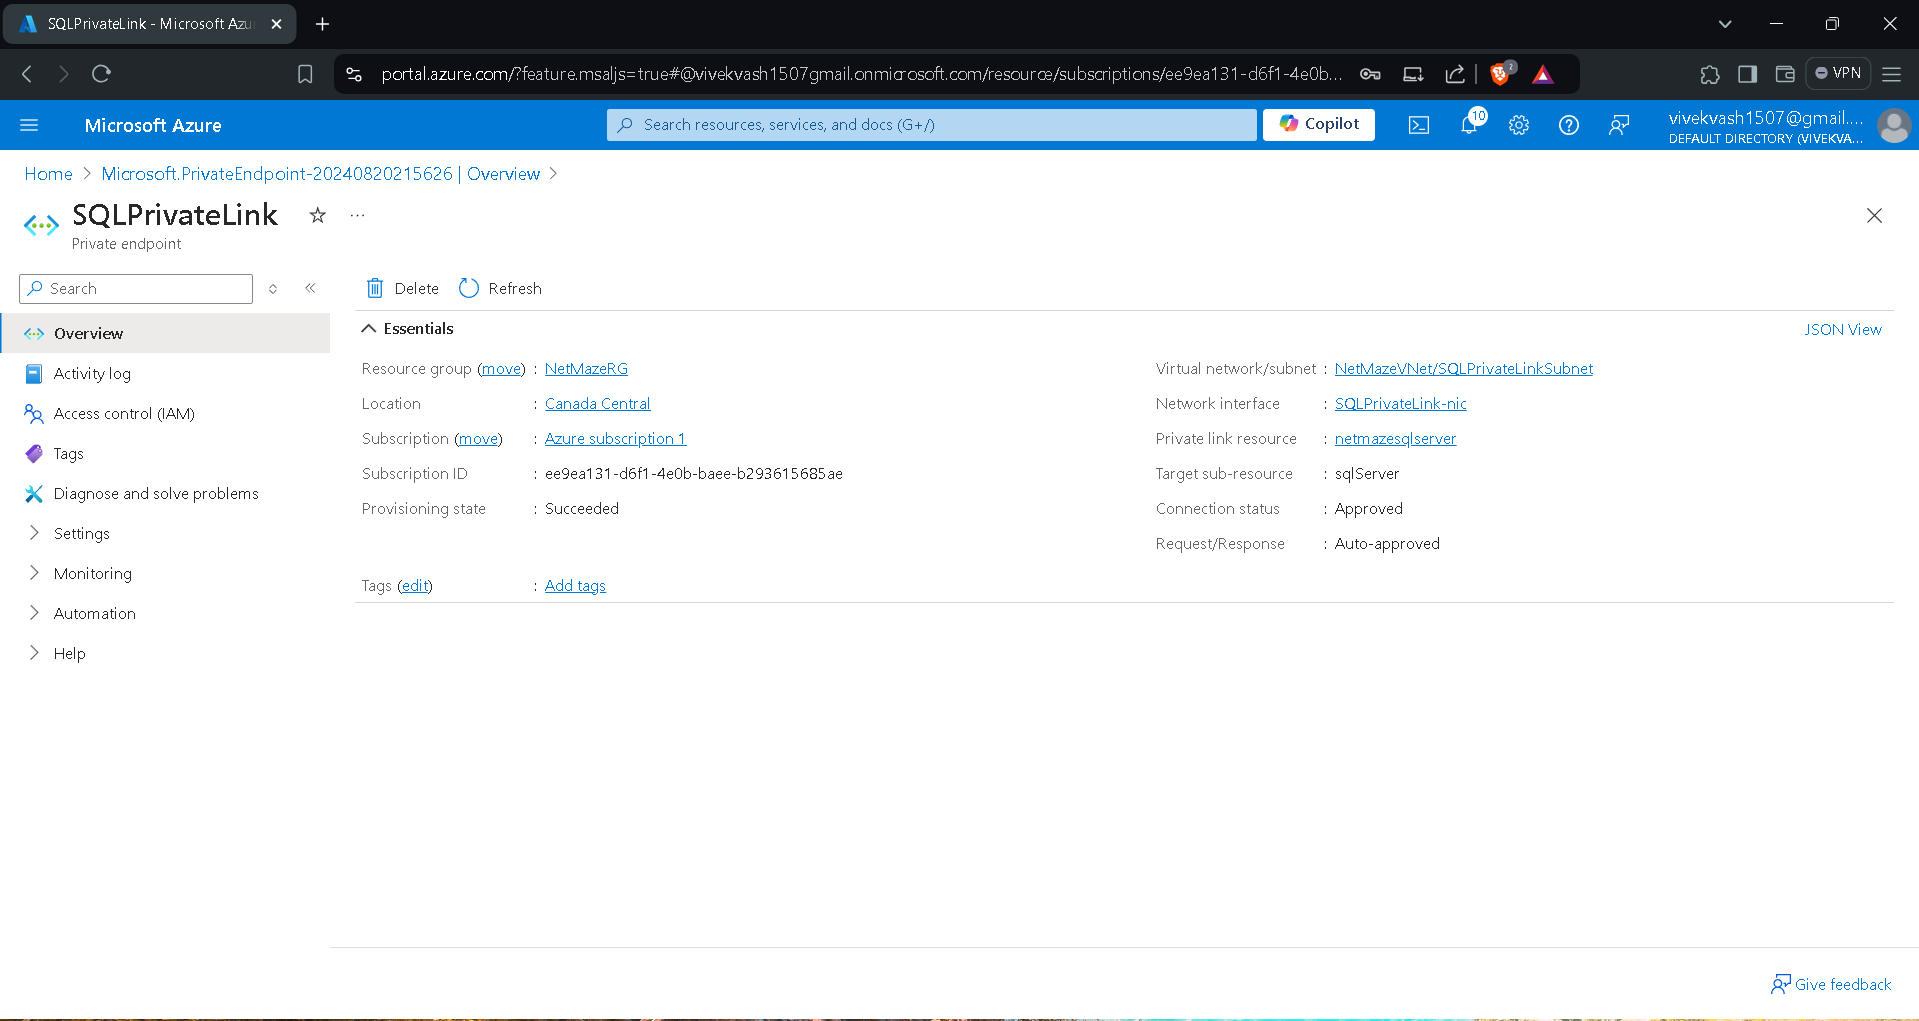 SQLPrivateLink - Microsoft Azu
portal.azure.com/?feature.msaljs=true#@vivekvash1507gmail.onmicrosoft.com/resource/subscriptions/ee9ea131-d6f1-4e0b...
2
VPN
Microsoft Azure
Search resources, services, and docs (G+/)
Copilot
10
vivekvash1507@gmail....
DEFAULT DIRECTORY (VIVEKVA...
Home > Microsoft.PrivateEndpoint-20240820215626 | Overview >
SQLPrivateLink
Private endpoint
Search
Overview
Activity log
Access control (IAM)
Tags
Diagnose and solve problems
Settings
Monitoring
Automation
Help
Delete
Refresh
Essentials
JSON View
Resource group (move) : NetMazeRG
Location : Canada Central
Subscription (move) : Azure subscription 1
Subscription ID : ee9ea131-d6f1-4e0b-baee-b293615685ae
Provisioning state : Succeeded
Virtual network/subnet : NetMazeVNet/SQLPrivateLinkSubnet
Network interface : SQLPrivateLink-nic
Private link resource : netmazesqlserver
Target sub-resource : sqlServer
Connection status : Approved
Request/Response : Auto-approved
Tags (edit) : Add tags
Give feedback